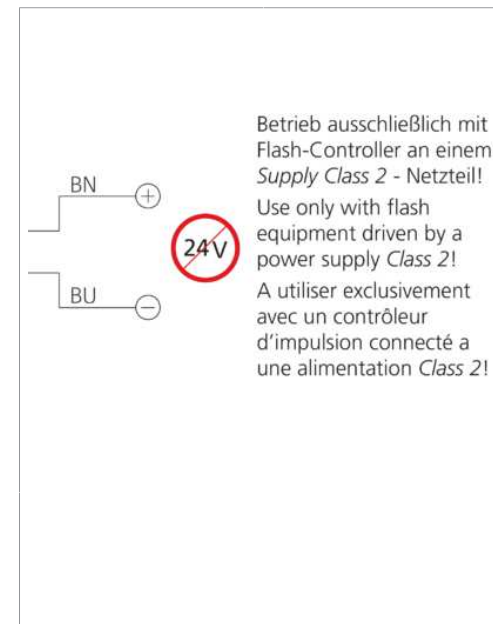 BN
+
24V
BU
−
Betrieb ausschließlich mit
Flash-Controller an einem
Supply Class 2 - Netzteil!
Use only with flash
equipment driven by a
power supply Class 2!
A utiliser exclusivement
avec un contrôleur
d'impulsion connecté a
une alimentation Class 2!